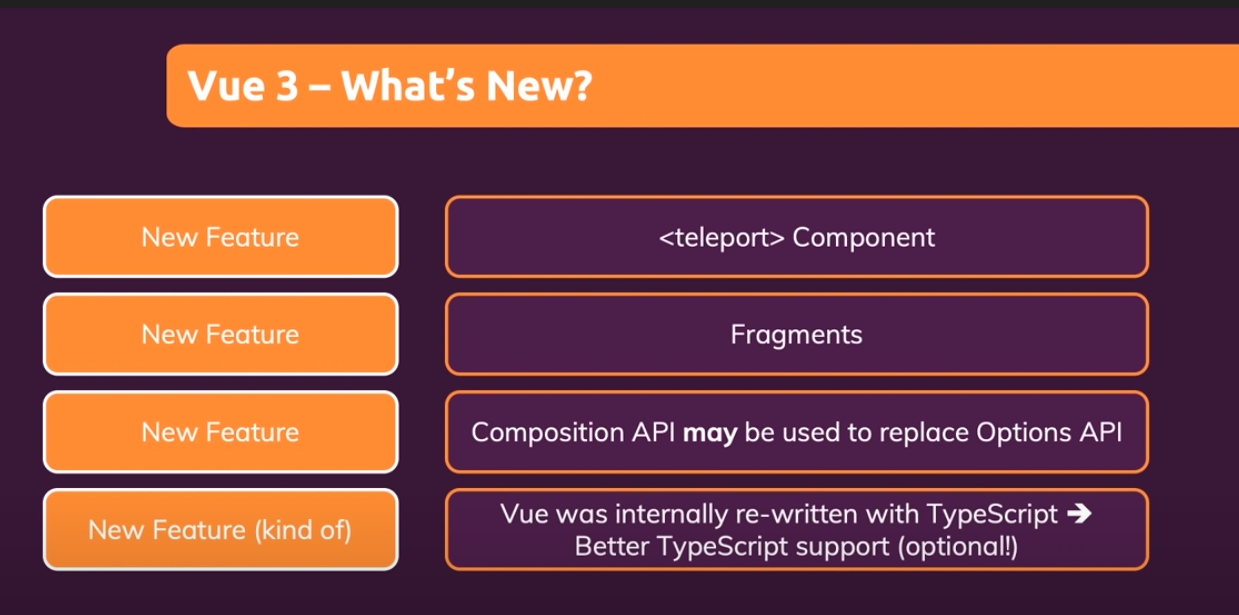 Vue 3 – What's New?
New Feature
<teleport> Component
New Feature
Fragments
New Feature
Composition API may be used to replace Options API
New Feature (kind of)
Vue was internally re-written with TypeScript ➔
Better TypeScript support (optional!)